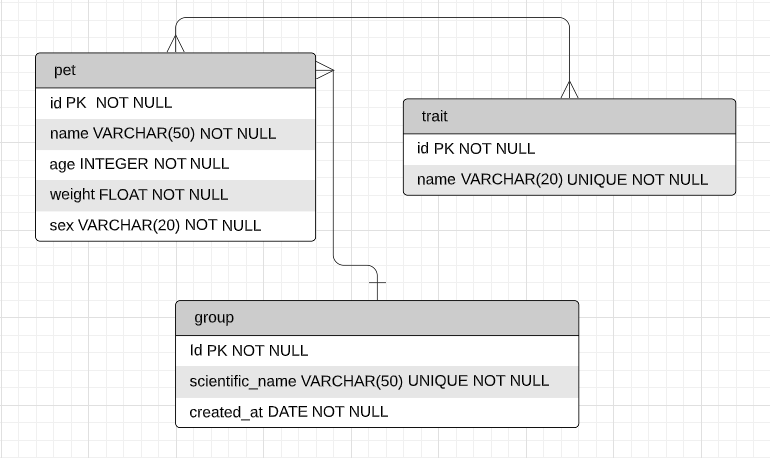 pet
id PK NOT NULL
name VARCHAR(50) NOT NULL
age INTEGER NOT NULL
weight FLOAT NOT NULL
sex VARCHAR(20) NOT NULL
trait
id PK NOT NULL
name VARCHAR(20) UNIQUE NOT NULL
group
Id PK NOT NULL
scientific_name VARCHAR(50) UNIQUE NOT NULL
created_at DATE NOT NULL